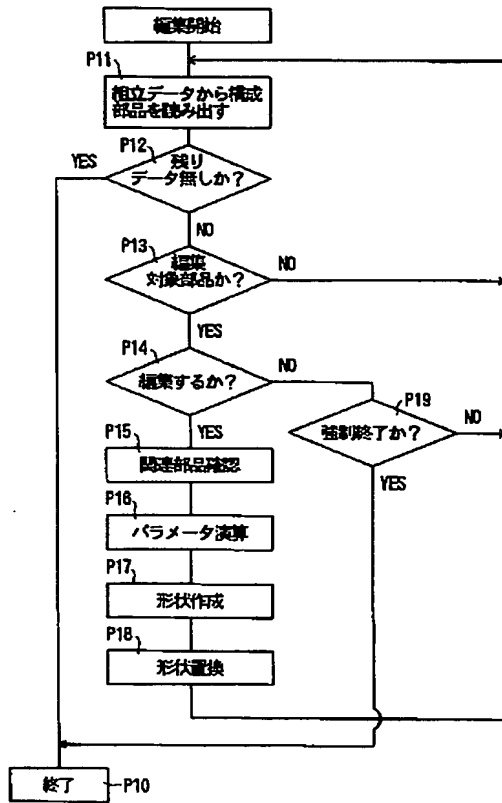 編集開始
P11
組立データから構成
部品を読み出す
P12
残り
データ無しか?
YES
NO
P13
編集
対象部品か?
NO
YES
P14
編集するか?
NO
YES
P19
強制終了か?
NO
YES
P15
関連部品確認
P16
パラメータ演算
P17
形状作成
P18
形状置換
終了
P10